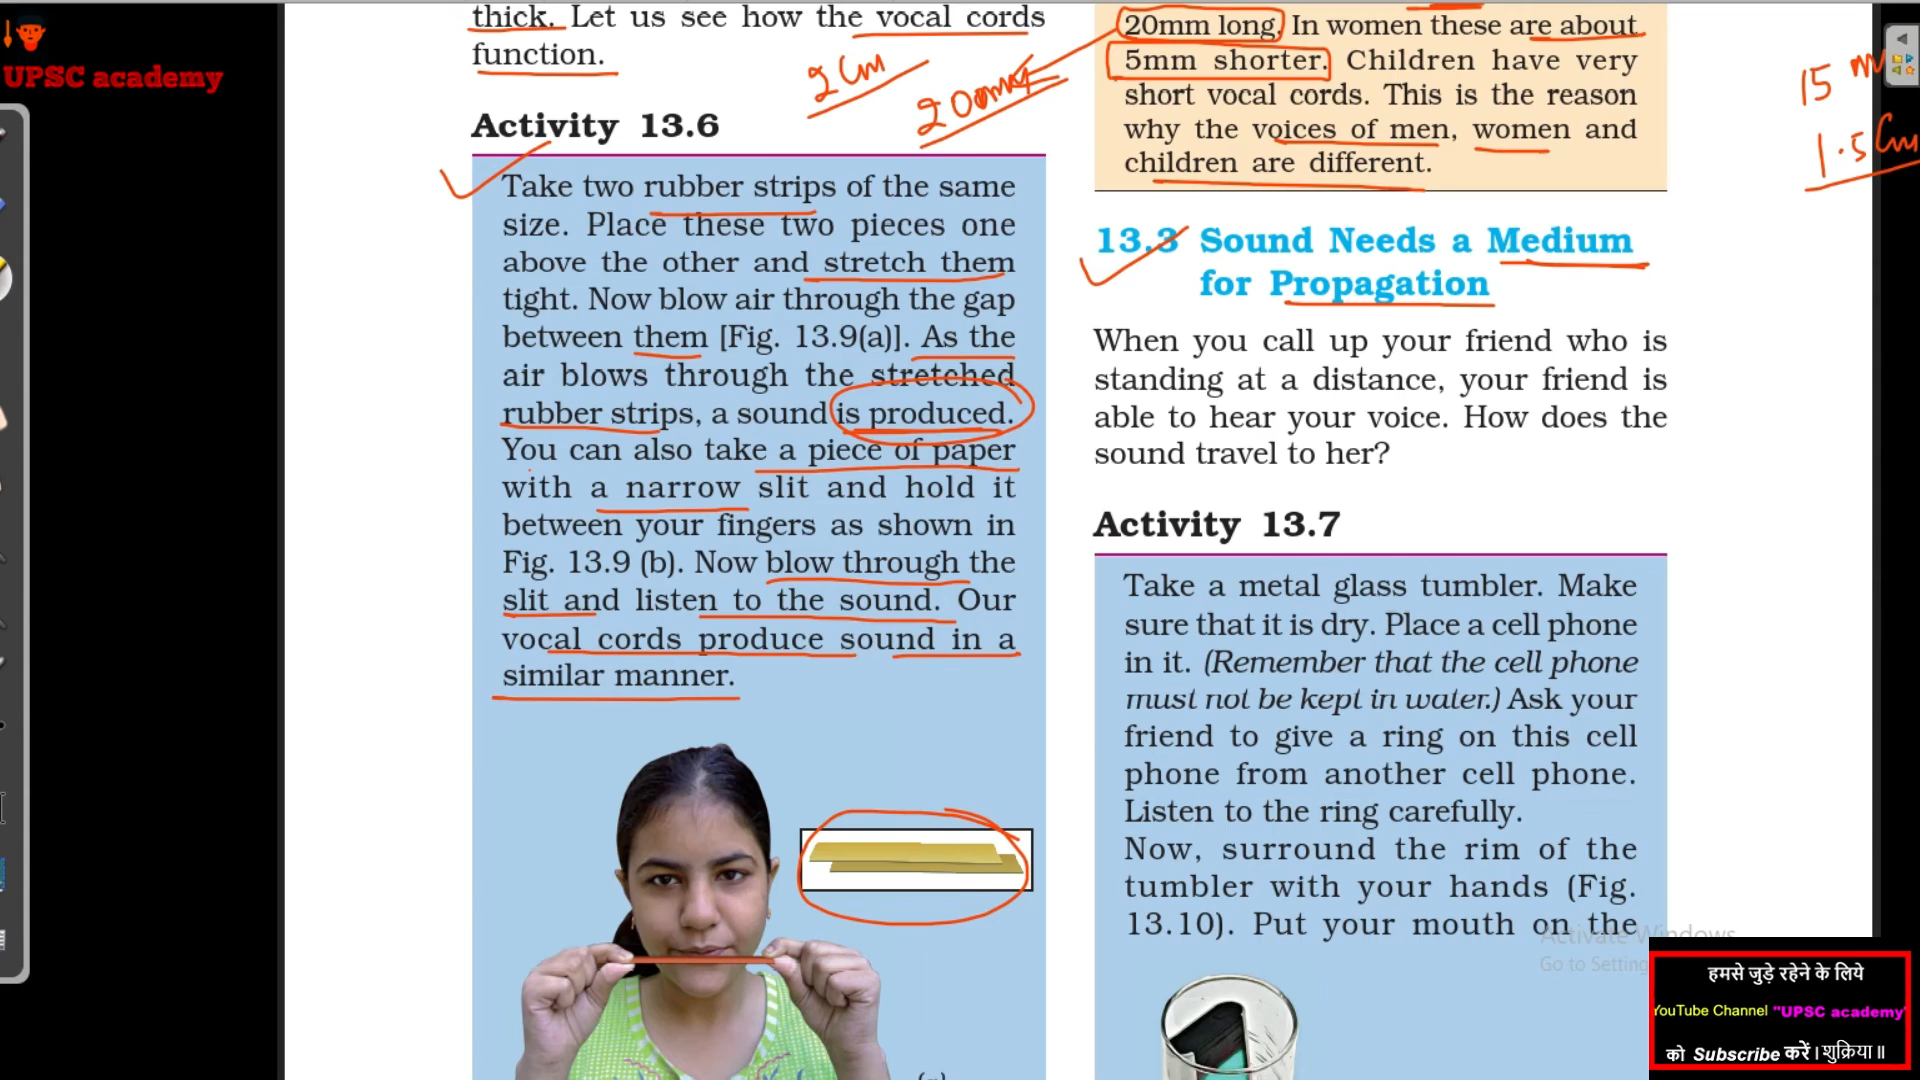 UPSC academy
thick. Let us see how the vocal cords
function.
2 Cm
20mm
Activity 13.6
Take two rubber strips of the same
size. Place these two pieces one
above the other and stretch them
tight. Now blow air through the gap
between them [Fig. 13.9(a)]. As the
air blows through the stretched
rubber strips, a sound is produced.
You can also take a piece of paper
with a narrow slit and hold it
between your fingers as shown in
Fig. 13.9 (b). Now blow through the
slit and listen to the sound. Our
vocal cords produce sound in a
similar manner.
20mm long. In women these are about
5mm shorter. Children have very
short vocal cords. This is the reason
why the voices of men, women and
children are different.
15 m
1.5 Cm
13.3 Sound Needs a Medium
for Propagation
When you call up your friend who is
standing at a distance, your friend is
able to hear your voice. How does the
sound travel to her?
Activity 13.7
Take a metal glass tumbler. Make
sure that it is dry. Place a cell phone
in it. (Remember that the cell phone
must not be kept in water.) Ask your
friend to give a ring on this cell
phone from another cell phone.
Listen to the ring carefully.
Now, surround the rim of the
tumbler with your hands (Fig.
13.10). Put your mouth on the
Activate Windows
Go to Setting
हमसे जुड़े रहेने के लिये
YouTube Channel "UPSC academy"
को Subscribe करें । शुक्रिया ॥